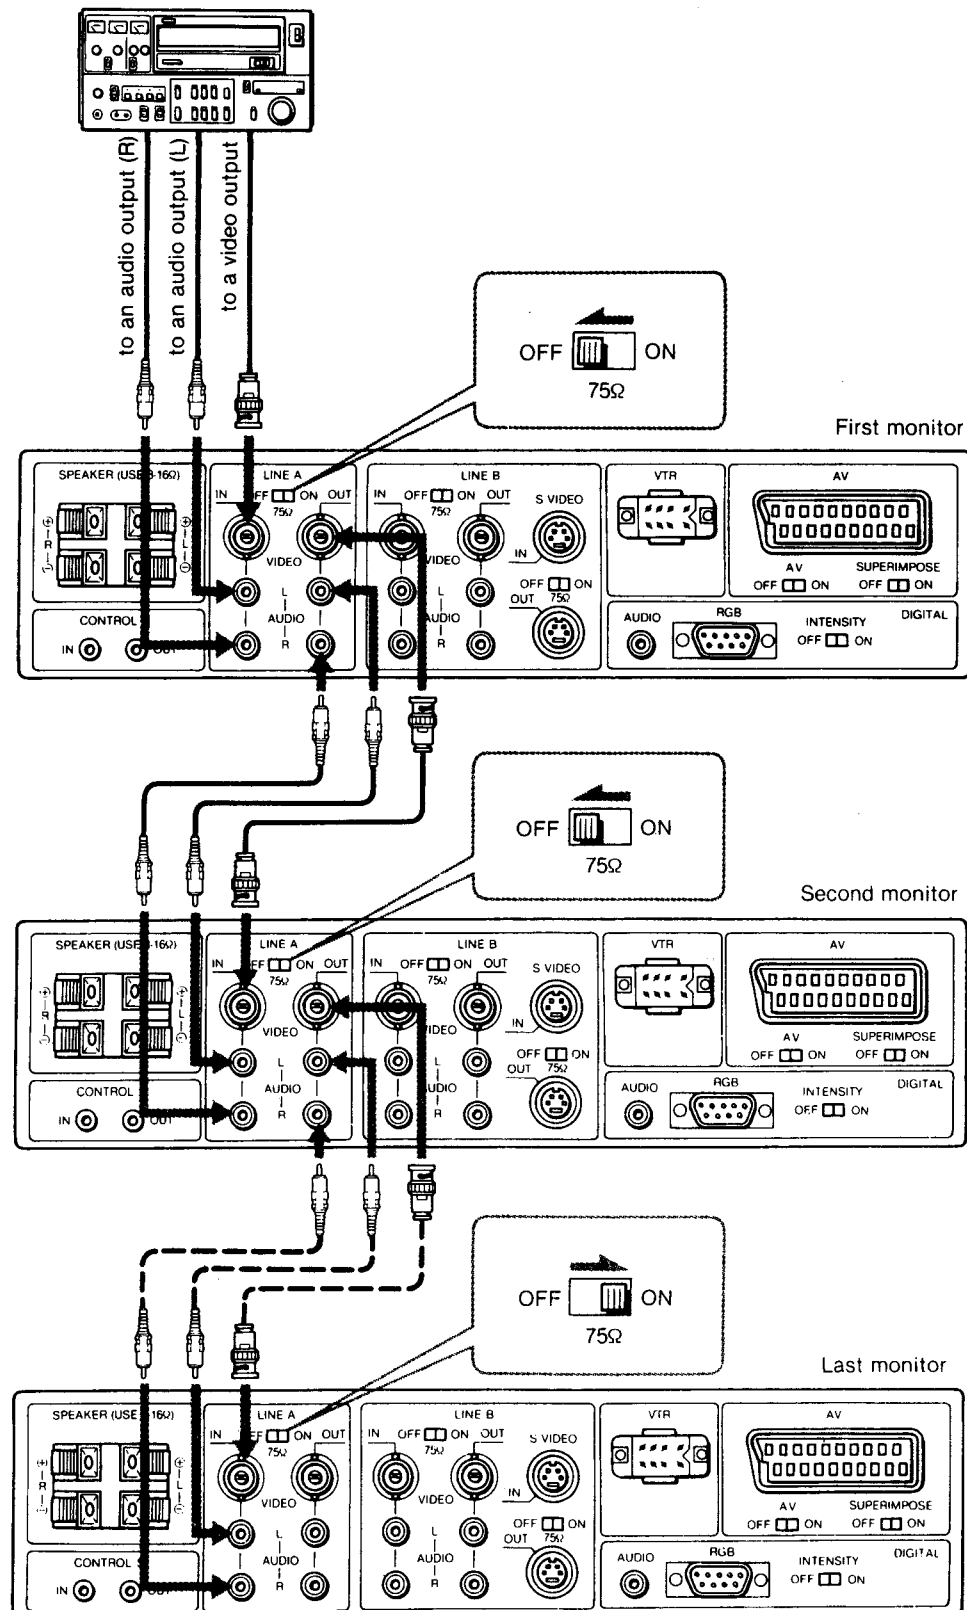 to an audio output (R)
to an audio output (L)
to a video output
OFF ON
75Ω
First monitor
SPEAKER (USE 8-16Ω)
R
L
CONTROL
IN OUT
LINE A
IN OFF ON OUT
75Ω
VIDEO
L
AUDIO
R
LINE B
IN OFF ON OUT
75Ω
VIDEO
L
AUDIO
R
S VIDEO
IN
OFF ON
75Ω
OUT
VTR
AV
AV
OFF ON
SUPERIMPOSE
OFF ON
AUDIO
RGB
INTENSITY
OFF ON
DIGITAL
OFF ON
75Ω
Second monitor
SPEAKER (USE 8-16Ω)
R
L
CONTROL
IN OUT
LINE A
IN OFF ON OUT
75Ω
VIDEO
L
AUDIO
R
LINE B
IN OFF ON OUT
75Ω
VIDEO
L
AUDIO
R
S VIDEO
IN
OFF ON
75Ω
OUT
VTR
AV
AV
OFF ON
SUPERIMPOSE
OFF ON
AUDIO
RGB
INTENSITY
OFF ON
DIGITAL
OFF ON
75Ω
Last monitor
SPEAKER (USE 8-16Ω)
R
L
CONTROL
IN OUT
LINE A
IN OFF ON OUT
75Ω
VIDEO
L
AUDIO
R
LINE B
IN OFF ON OUT
75Ω
VIDEO
L
AUDIO
R
S VIDEO
IN
OFF ON
75Ω
OUT
VTR
AV
AV
OFF ON
SUPERIMPOSE
OFF ON
AUDIO
RGB
INTENSITY
OFF ON
DIGITAL